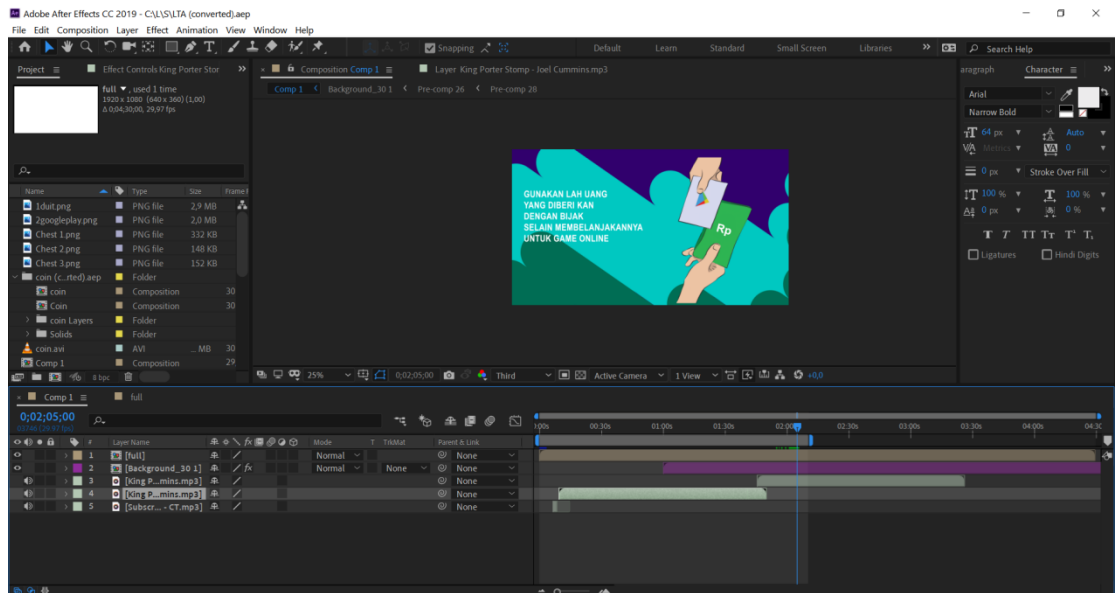 Adobe After Effects CC 2019 - C:\L\S\LTA (converted).aep
File Edit Composition Layer Effect Animation View Window Help
Snapping
Default Learn Standard Small Screen Libraries
Search Help
Project
Effect Controls King Porter Stor
Composition Comp 1
Layer King Porter Stomp - Joel Cummins.mp3
aragraph
Character
Comp 1 Background_30 1 Pre-comp 26 Pre-comp 28
full , used 1 time
1920 x 1080 (640 x 360) (1,00)
Δ 0;04;30;00, 29,97 fps
Arial
Narrow Bold
64 px Auto
Metrics 0
0 px Stroke Over Fill
100 % 100 %
0 px 0 %
T T TT Tт T' T,
Ligatures Hindi Digits
Name Type Size Frame
1duit.png PNG file 2,9 MB
2googleplay.png PNG file 2,0 MB
Chest 1.png PNG file 332 KB
Chest 2.png PNG file 148 KB
Chest 3.png PNG file 152 KB
coin (c...rted).aep Folder
coin Composition 30
Coin Composition 30
coin Layers Folder
Solids Folder
coin.avi AVI ... MB 30
Comp 1 Composition 29
8 bpc
GUNAKAN LAH UANG
YANG DIBERI KAN
DENGAN BIJAK
SELAIN MEMBELANJAKANNYA
UNTUK GAME ONLINE
Rp
25% 0;02;05;00 Third Active Camera 1 View +0,0
Comp 1 full
0;02;05;00
00:30s 01:00s 01:30s 02:00s 02:30s 03:00s 03:30s 04:00s
# Layer Name Mode T TrkMat Parent & Link
1 [full] Normal None
2 [Background_30 1] fx Normal None None
3 [King P...mins.mp3] None
4 [King P...mins.mp3] None
5 [Subscr... - CT.mp3] None